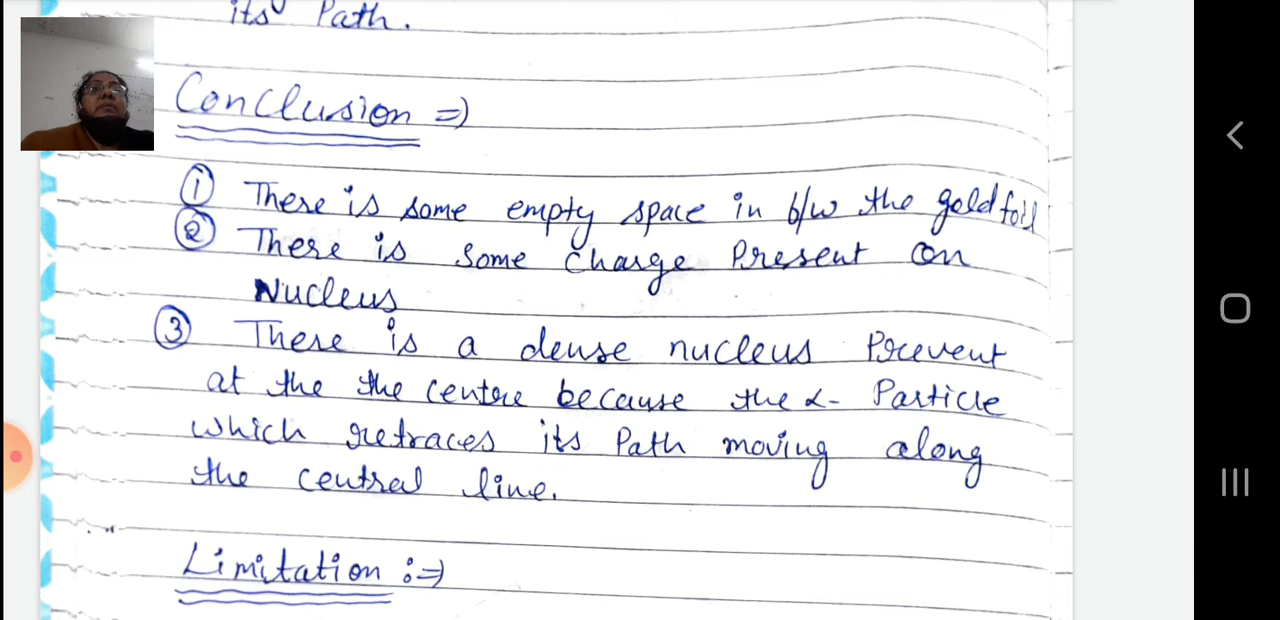 its Path.
Conclusion =)
① There is some empty space in b/w the gold foil
② There is some charge Present on
Nucleus
③ There is a dense nucleus Prevent
at the the centre because the α- Particle
which retraces its Path moving along
the central line.
Limitation :=)